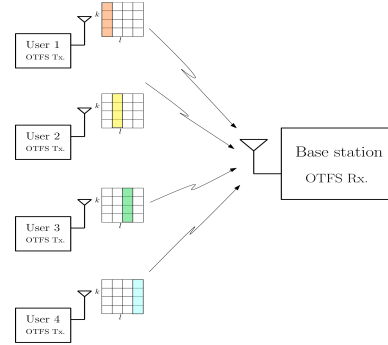 k
l
User 1
OTFS Tx.
k
l
User 2
OTFS Tx.
k
l
User 3
OTFS Tx.
k
l
User 4
OTFS Tx.
Base station
OTFS Rx.